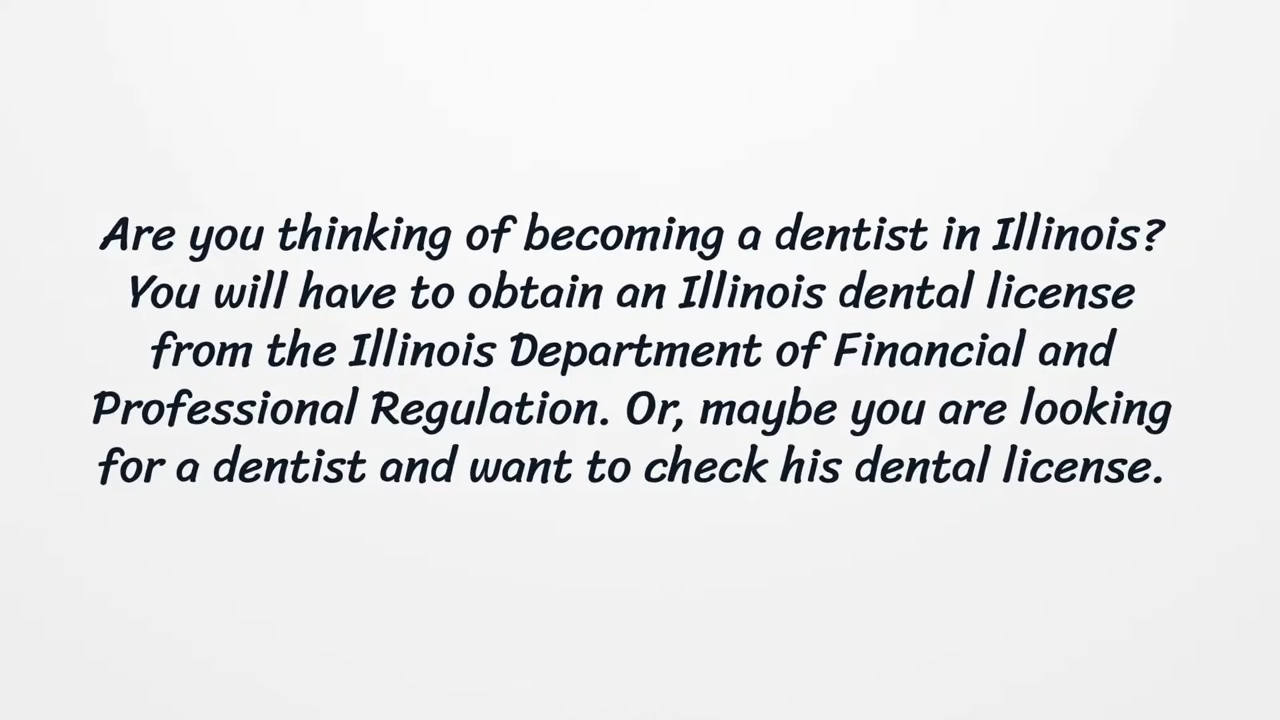 Are you thinking of becoming a dentist in Illinois?
You will have to obtain an Illinois dental license
from the Illinois Department of Financial and
Professional Regulation. Or, maybe you are looking
for a dentist and want to check his dental license.